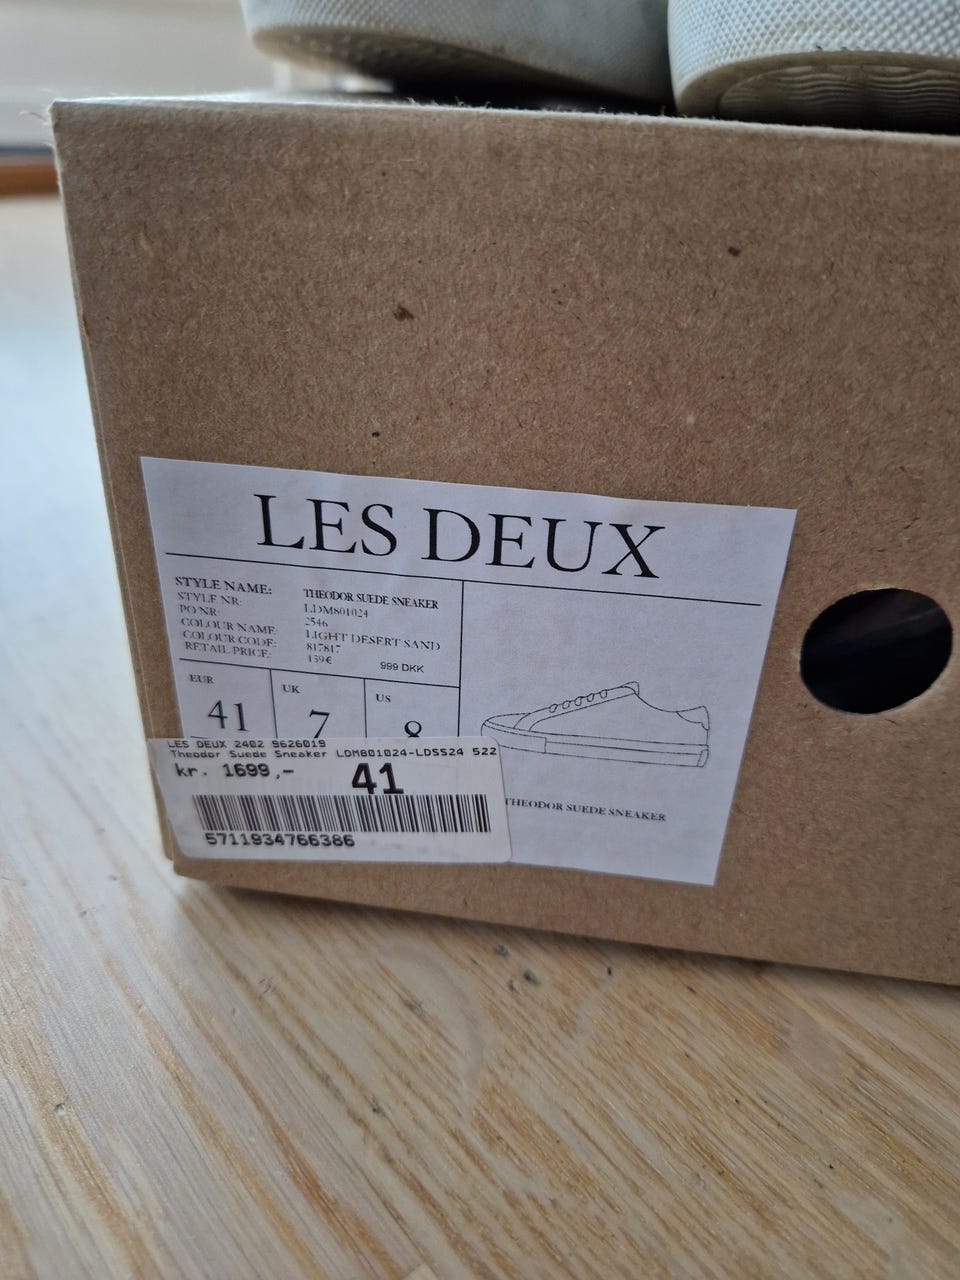 LES DEUX
STYLE NAME: THEODOR SUEDE SNEAKER
STYLE NR: LDM801024
PO NR: 2546
COLOUR NAME: LIGHT DESERT SAND
COLOUR CODE: 817817
RETAIL PRICE: 139€ 999 DKK
EUR UK US
41 7 8
THEODOR SUEDE SNEAKER
LES DEUX 2402 9626019
Theodor Suede Sneaker LDM801024-LDSS24 522
kr. 1699,- 41
5711934766386